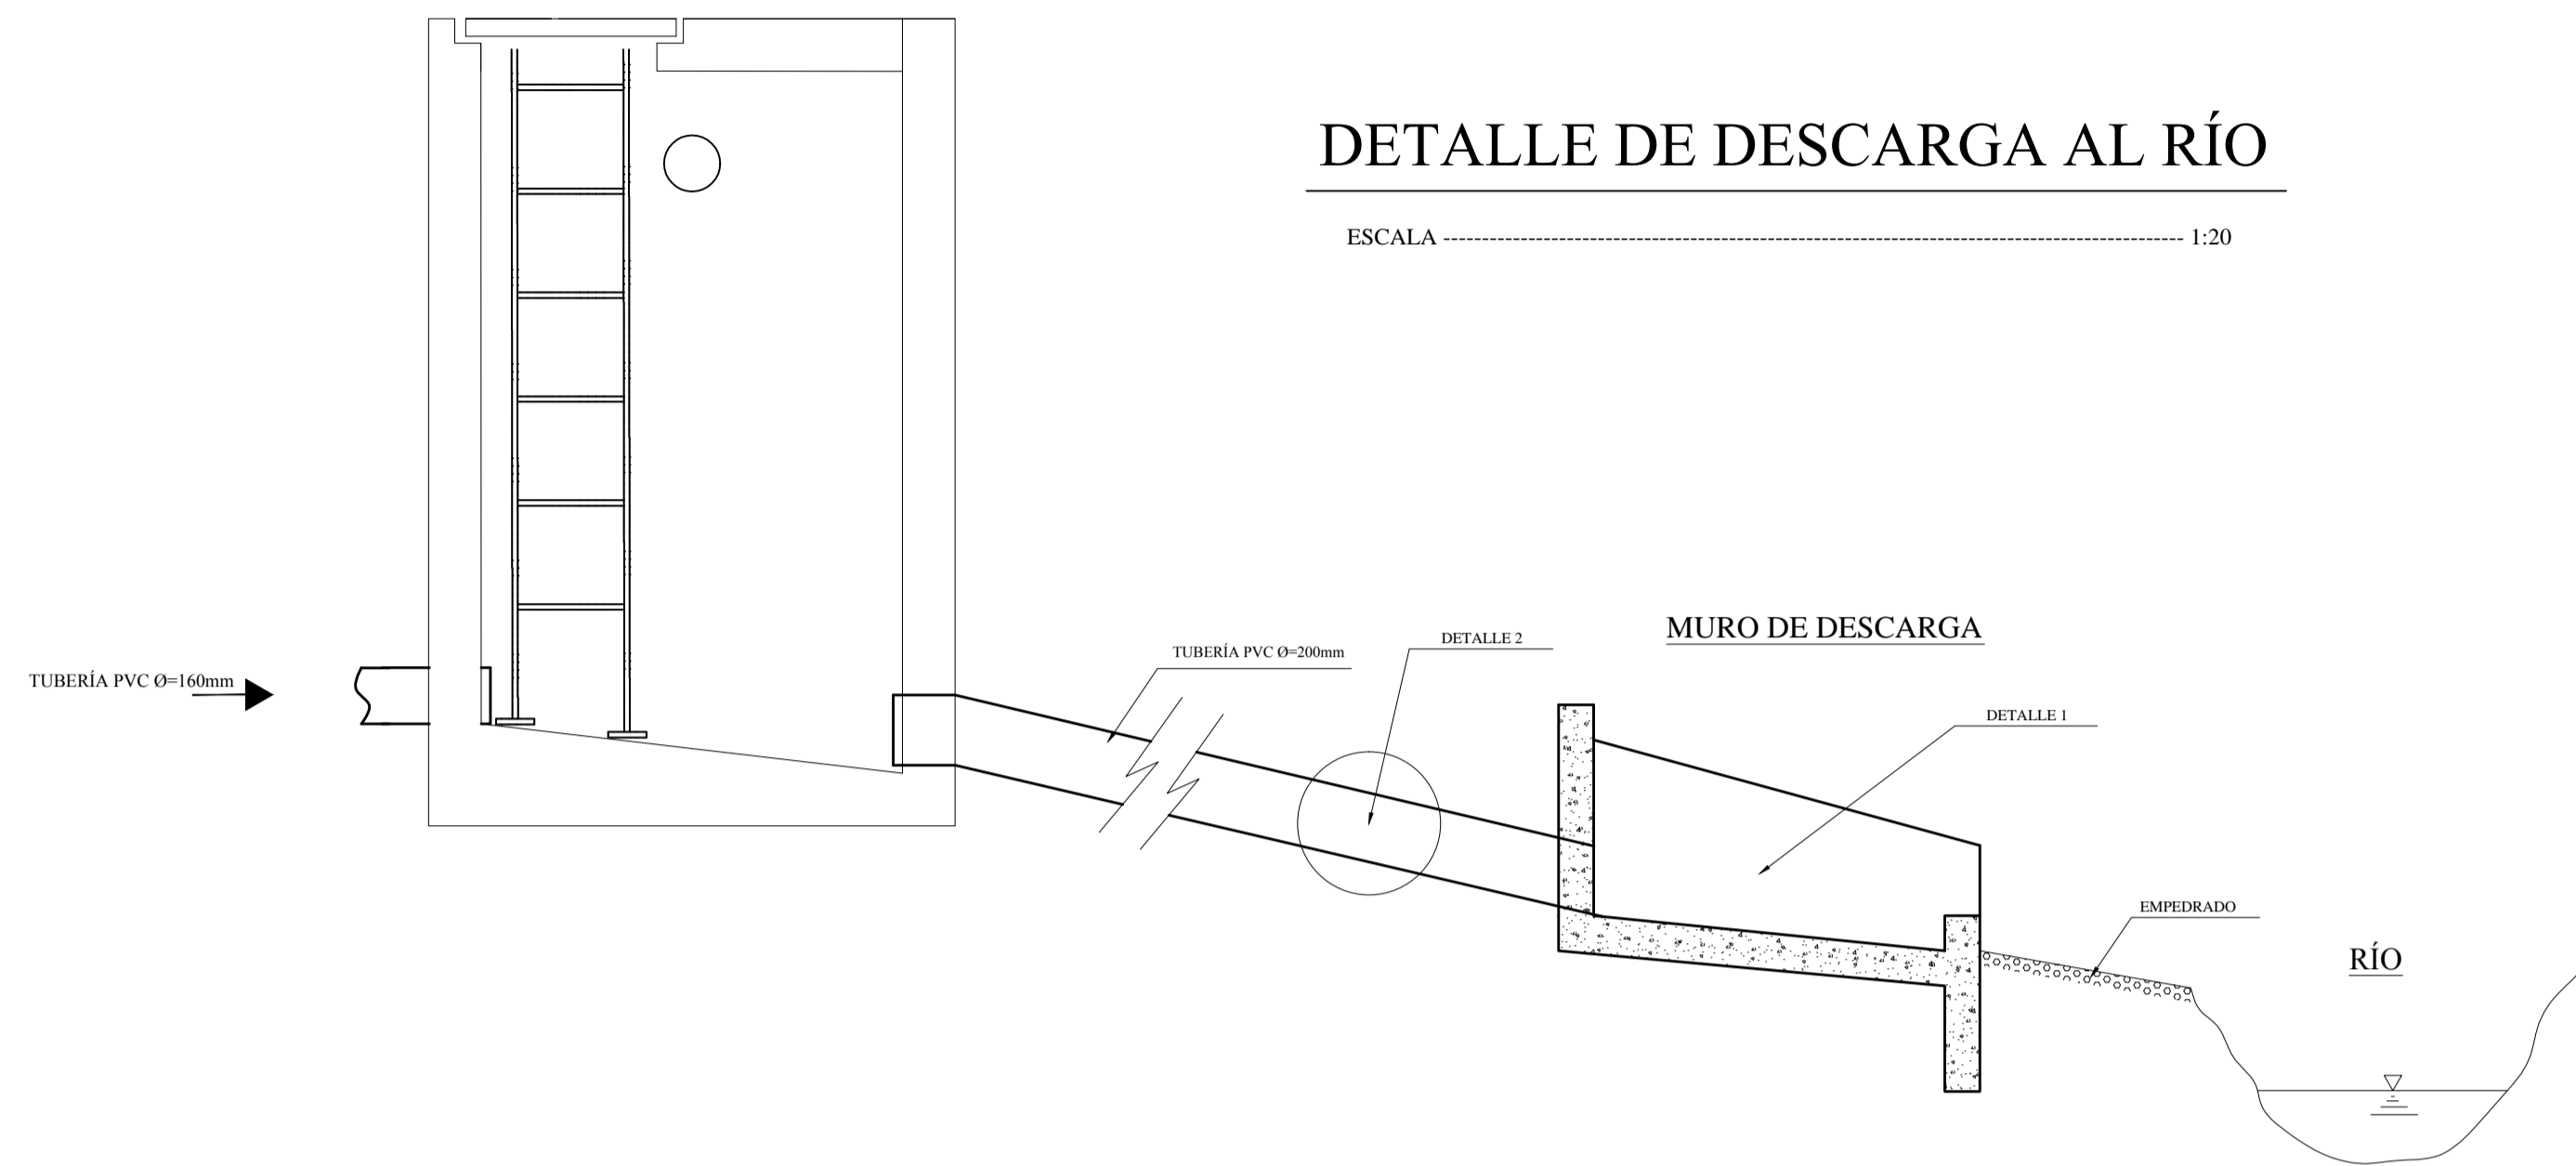 DETALLE DE DESCARGA AL RÍO
ESCALA ---------------------------------------------------------------------------------------------- 1:20
MURO DE DESCARGA
DETALLE 2
TUBERÍA PVC Ø=200mm
TUBERÍA PVC Ø=160mm
DETALLE 1
EMPEDRADO
RÍO